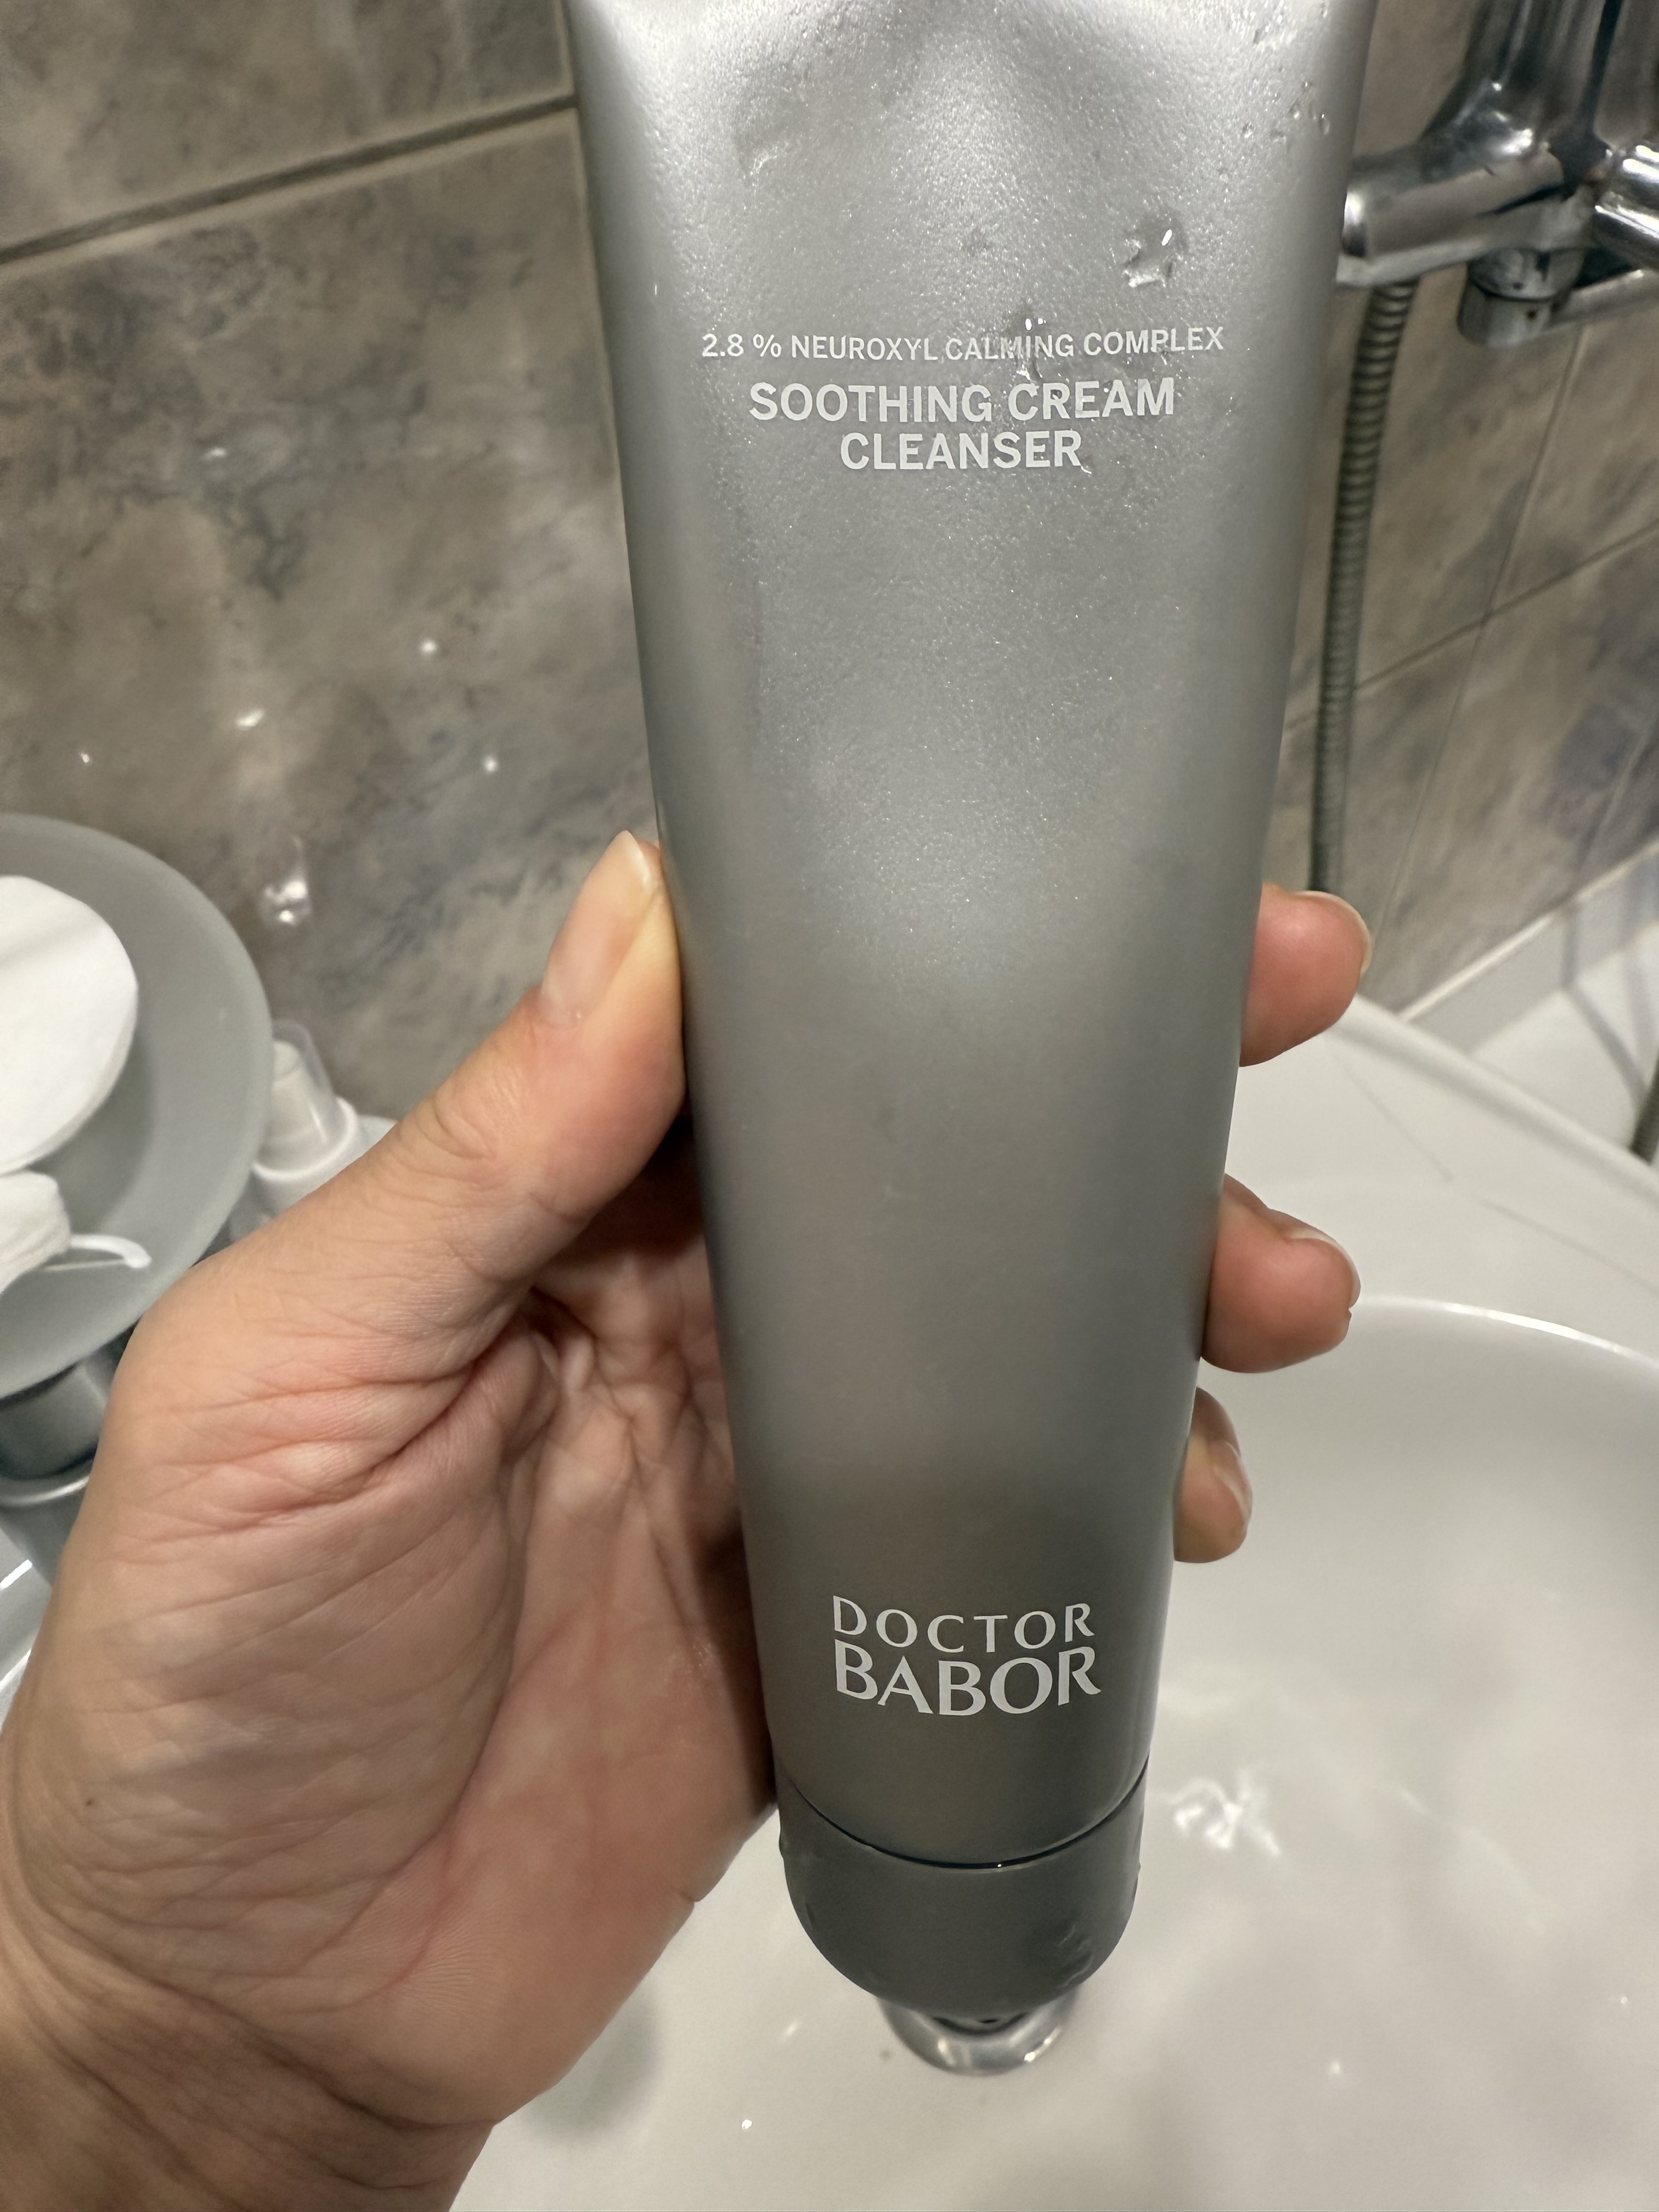 2.8 % NEUROXYL CALMING COMPLEX
SOOTHING CREAM
CLEANSER
DOCTOR
BABOR